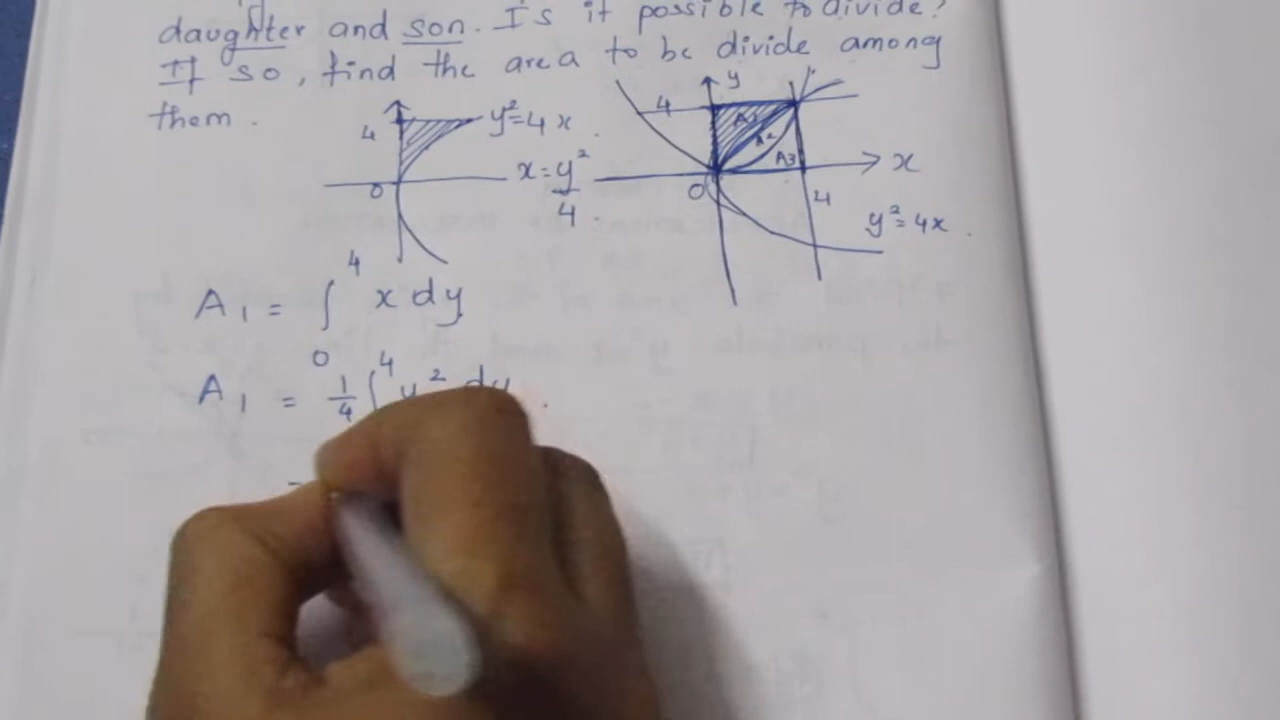 daughter and son. Is it possible to divide?
If so, find the area to be divide among
them.
4 y²=4x
0 x=y²/4
y
4 A1 A2 A3 x
0 4
y²=4x
A₁ = ∫₀⁴ x dy
A₁ = 1/4 ∫⁴ y² dy